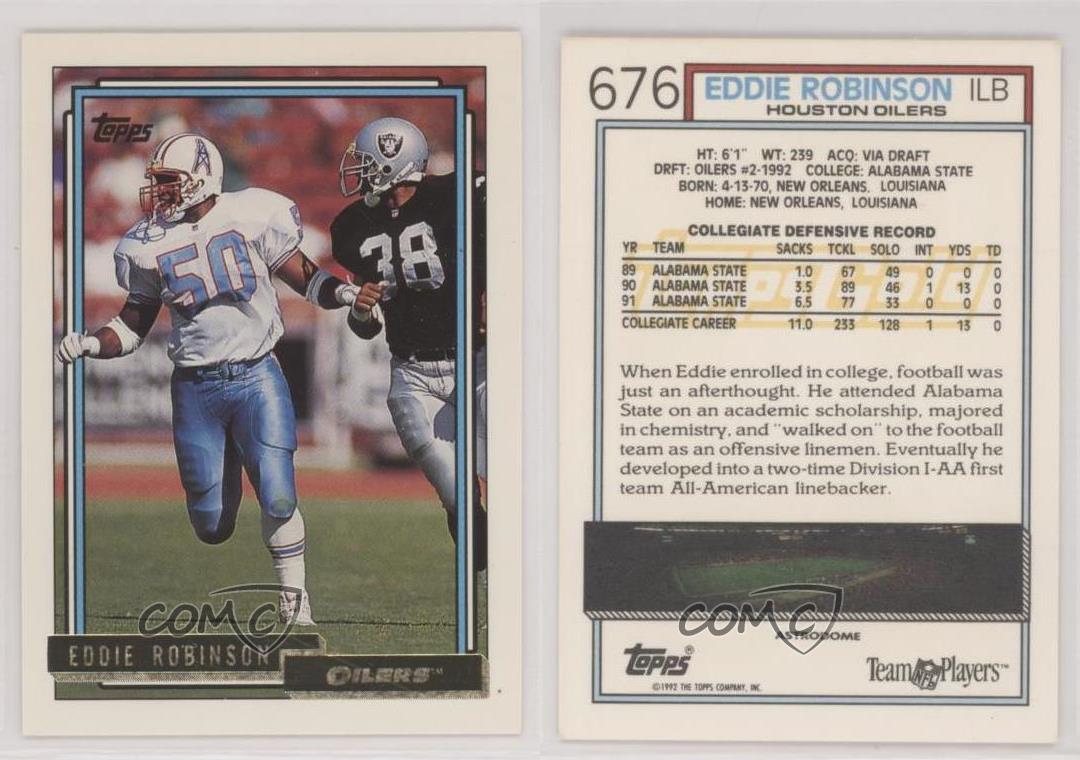 Topps
50
38
EDDIE ROBINSON
OILERS™
COMC
676 EDDIE ROBINSON ILB
HOUSTON OILERS
HT: 6'1" WT: 239 ACQ: VIA DRAFT
DRFT: OILERS #2-1992 COLLEGE: ALABAMA STATE
BORN: 4-13-70, NEW ORLEANS, LOUISIANA
HOME: NEW ORLEANS, LOUISIANA
COLLEGIATE DEFENSIVE RECORD
YR TEAM SACKS TCKL SOLO INT YDS TD
89 ALABAMA STATE 1.0 67 49 0 0 0
90 ALABAMA STATE 3.5 89 46 1 13 0
91 ALABAMA STATE 6.5 77 33 0 0 0
COLLEGIATE CAREER 11.0 233 128 1 13 0
Topps Gold
When Eddie enrolled in college, football was
just an afterthought. He attended Alabama
State on an academic scholarship, majored
in chemistry, and "walked on" to the football
team as an offensive linemen. Eventually he
developed into a two-time Division I-AA first
team All-American linebacker.
COMC
ASTRODOME
Topps®
©1992 THE TOPPS COMPANY, INC.
Team NFL Players™